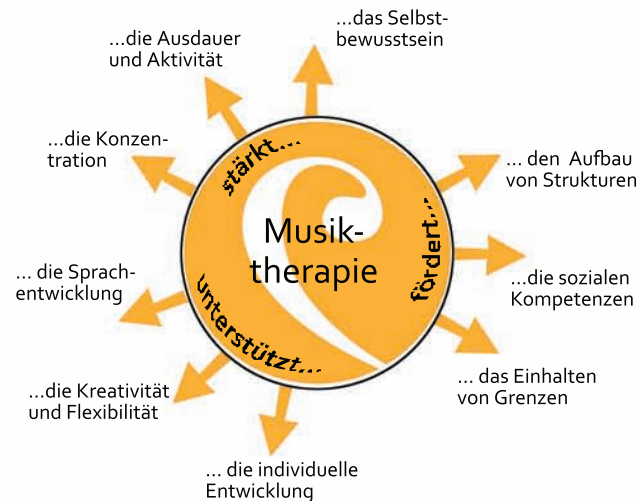 ...das Selbst-
bewusstsein
...die Ausdauer
und Aktivität
...die Konzen-
tration
stärkt...
... den Aufbau
von Strukturen
fördert...
Musik-
therapie
...die sozialen
Kompetenzen
... die Sprach-
entwicklung
unterstützt...
... das Einhalten
von Grenzen
...die Kreativität
und Flexibilität
... die individuelle
Entwicklung